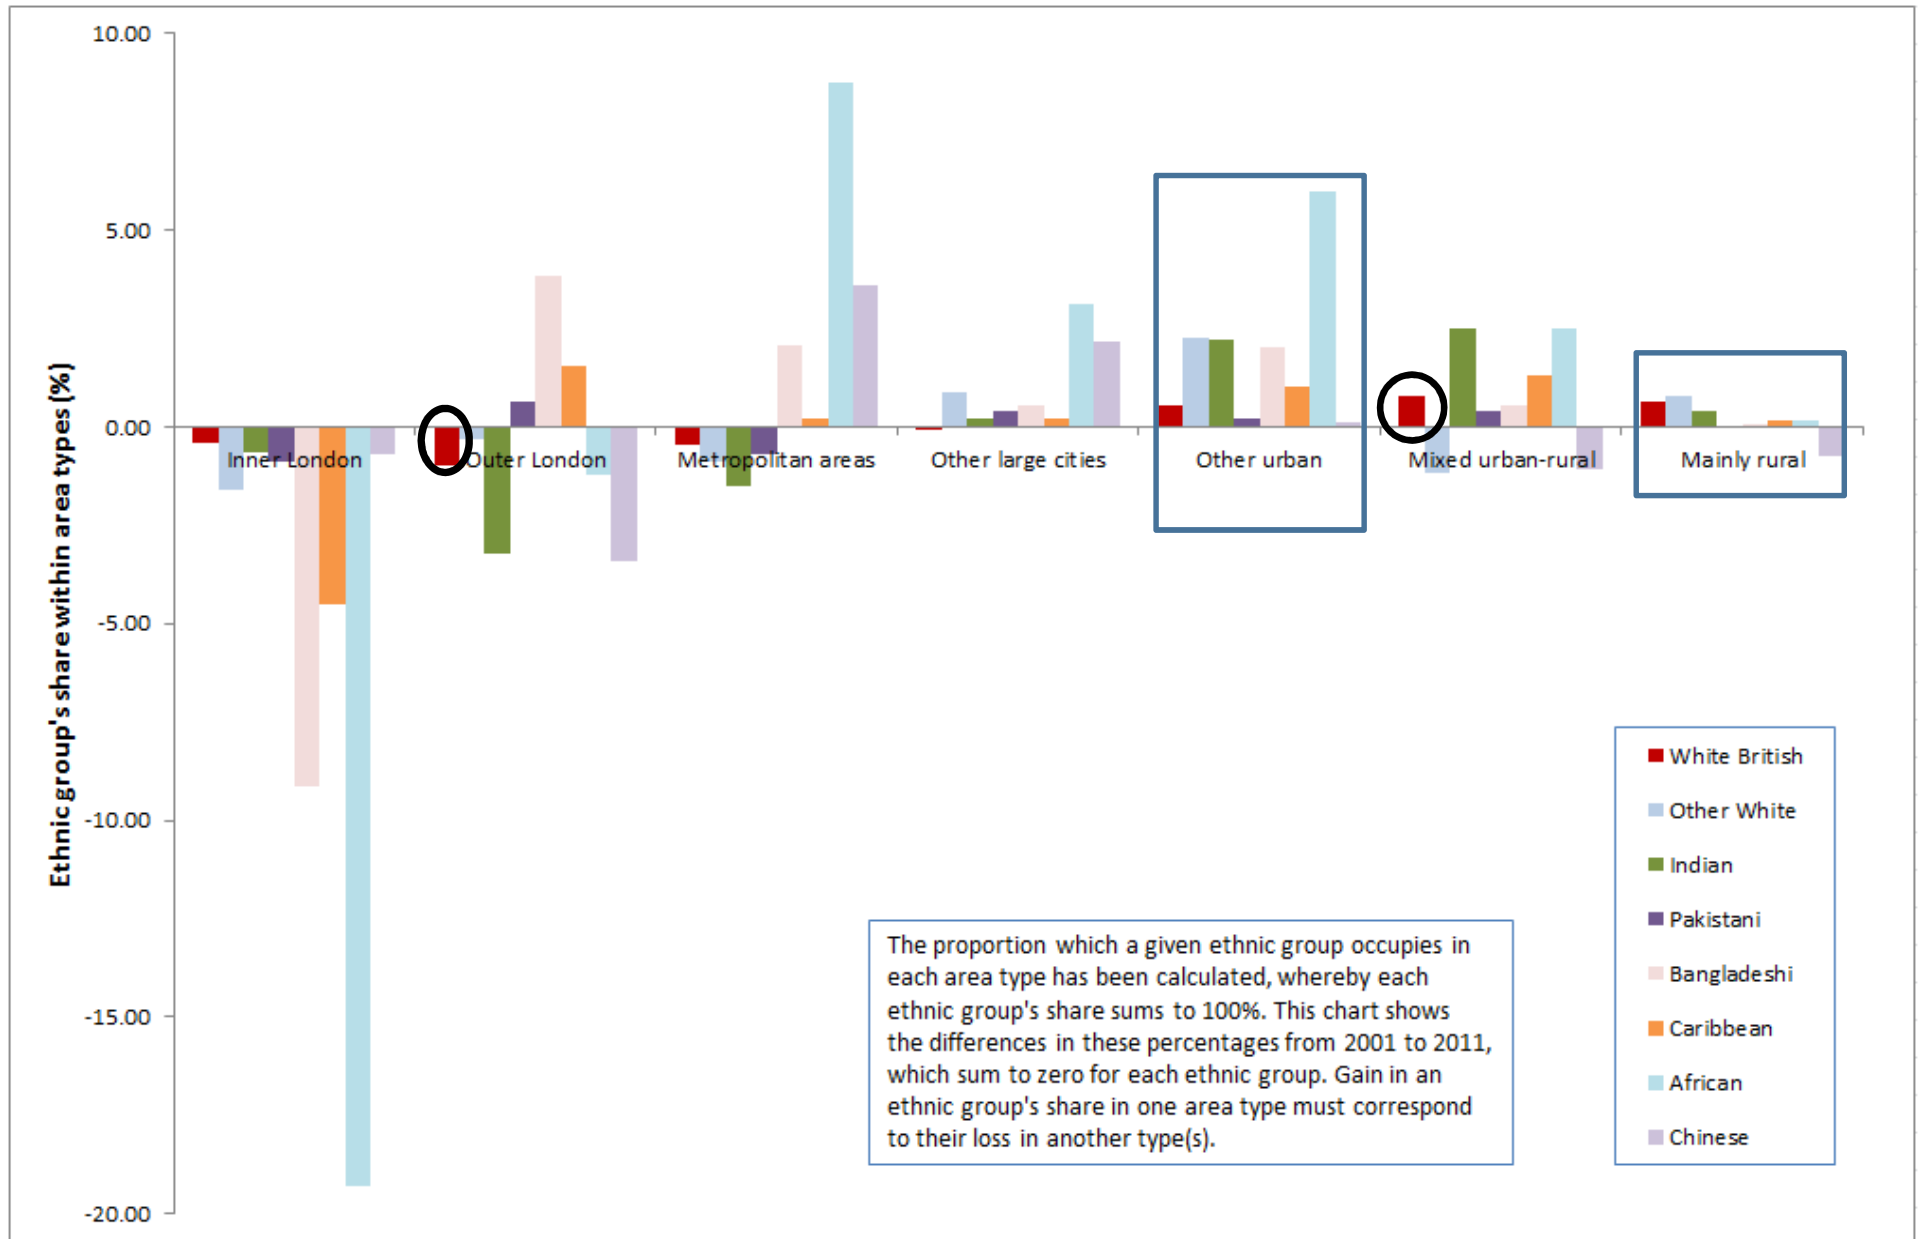 10.00
5.00
0.00
-5.00
-10.00
-15.00
-20.00
Ethnic group's share within area types (%)
Inner London
Outer London
Metropolitan areas
Other large cities
Other urban
Mixed urban-rural
Mainly rural
White British
Other White
Indian
Pakistani
Bangladeshi
Caribbean
African
Chinese
The proportion which a given ethnic group occupies in
each area type has been calculated, whereby each
ethnic group's share sums to 100%. This chart shows
the differences in these percentages from 2001 to 2011,
which sum to zero for each ethnic group. Gain in an
ethnic group's share in one area type must correspond
to their loss in another type(s).